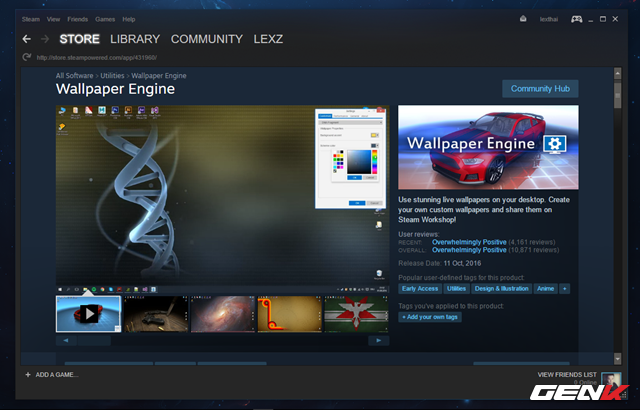 Steam View Friends Games Help
lexthai
STORE LIBRARY COMMUNITY LEXZ
http://store.steampowered.com/app/431960/
All Software > Utilities > Wallpaper Engine
Wallpaper Engine
Community Hub
Wallpaper Engine
Use stunning live wallpapers on your desktop. Create
your own custom wallpapers and share them on
Steam Workshop!
User reviews:
RECENT: Overwhelmingly Positive (4,161 reviews)
OVERALL: Overwhelmingly Positive (10,871 reviews)
Release Date: 11 Oct, 2016
Popular user-defined tags for this product:
Early Access Utilities Design & Illustration Anime +
Tags you've applied to this product:
+ Add your own tags
+ ADD A GAME...
VIEW FRIENDS LIST
Online
GENK